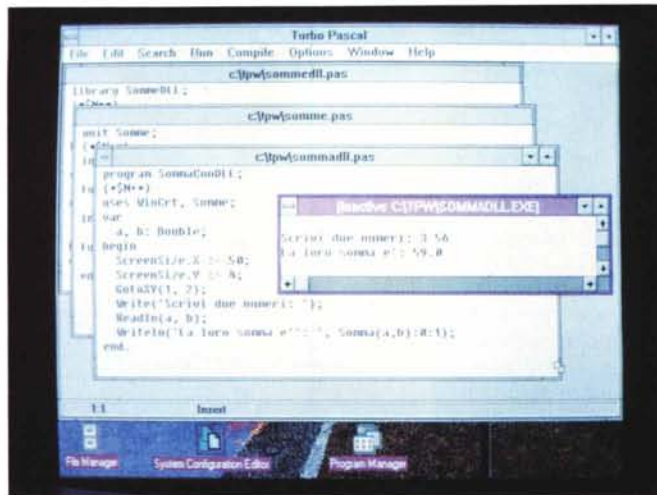 Turbo Pascal
File Edit Search Run Compile Options Window Help
c:\tpw\sommedll.pas
library SommeDLL;
(*$N+*)
c:\tpw\somme.pas
unit Somme;
c:\tpw\sommadll.pas
program SommaConDLL;
(*$N+*)
uses WinCrt, Somme;
var
a, b: Double;
begin
ScreenSize.X := 50;
ScreenSize.Y := 4;
GotoXY(1, 2);
Write('Scrivi due numeri: ');
Readln(a, b);
Writeln('La loro somma e'': ', Somma(a,b):0:1);
end.
(Inactive C:\TPW\SOMMADLL.EXE)
Scrivi due numeri: 3 56
La loro somma e': 59.0
1:1 Insert
File Manager
System Configuration Editor
Program Manager